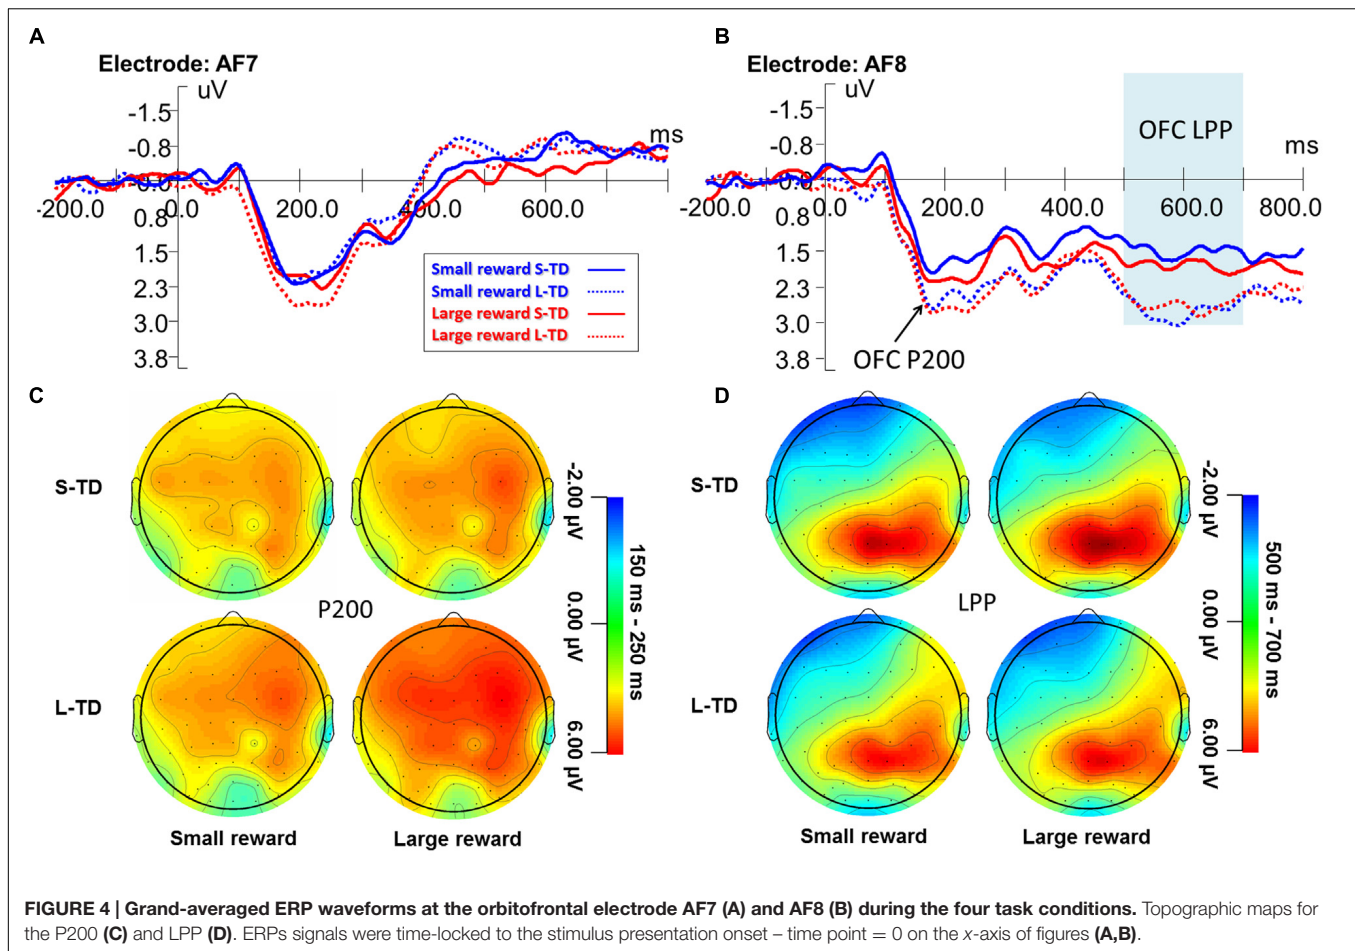 A
Electrode: AF7
uV
-1.5
-0.8
0.0
0.8
1.5
2.3
3.0
3.8
ms
-200.0 0.0 200.0 400.0 600.0
Small reward S-TD
Small reward L-TD
Large reward S-TD
Large reward L-TD
B
Electrode: AF8
uV
-1.5
-0.8
0.0
0.8
1.5
2.3
3.0
3.8
OFC LPP
ms
-200.0 0.0 200.0 400.0 600.0 800.0
OFC P200
C
S-TD
L-TD
P200
Small reward Large reward
-2.00 µV 0.00 µV 6.00 µV
150 ms - 250 ms
D
S-TD
L-TD
LPP
Small reward Large reward
-2.00 µV 0.00 µV 6.00 µV
500 ms - 700 ms
FIGURE 4 | Grand-averaged ERP waveforms at the orbitofrontal electrode AF7 (A) and AF8 (B) during the four task conditions. Topographic maps for
the P200 (C) and LPP (D). ERPs signals were time-locked to the stimulus presentation onset – time point = 0 on the x-axis of figures (A,B).